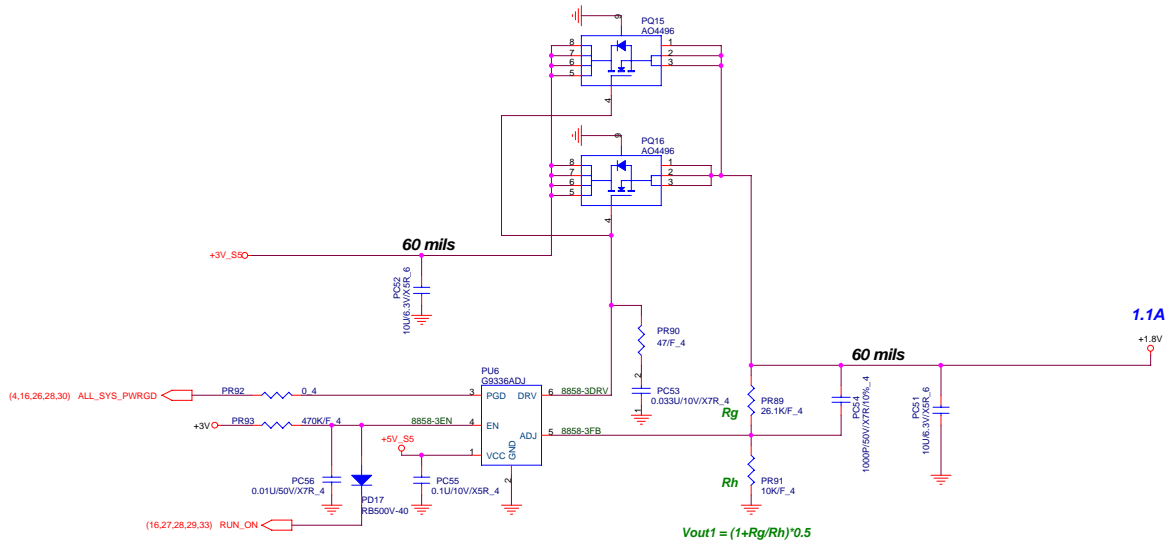 9
PQ15
AO4496
8
7
6
5
1
2
3
4
9
PQ16
AO4496
8
7
6
5
1
2
3
4
60 mils
+3V_S5
PC52
10U/6.3V/X5R_6
1.1A
+1.8V
60 mils
PR90
47/F_4
PU6
G9336ADJ
(4,16,26,28,30) ALL_SYS_PWRGD
PR92
0_4
3
PGD
DRV
6
8858-3DRV
2
PC53
0.033U/10V/X7R_4
1
Rg
PR89
26.1K/F_4
PC54
1000P/50V/X7R/10%_4
PC51
10U/6.3V/X5R_6
+3V
PR93
470K/F_4
8858-3EN
4
EN
ADJ
5
8858-3FB
+5V_S5
1
VCC
GND
2
Rh
PR91
10K/F_4
PC56
0.01U/50V/X7R_4
PD17
RB500V-40
PC55
0.1U/10V/X5R_4
(16,27,28,29,33) RUN_ON
Vout1 = (1+Rg/Rh)*0.5